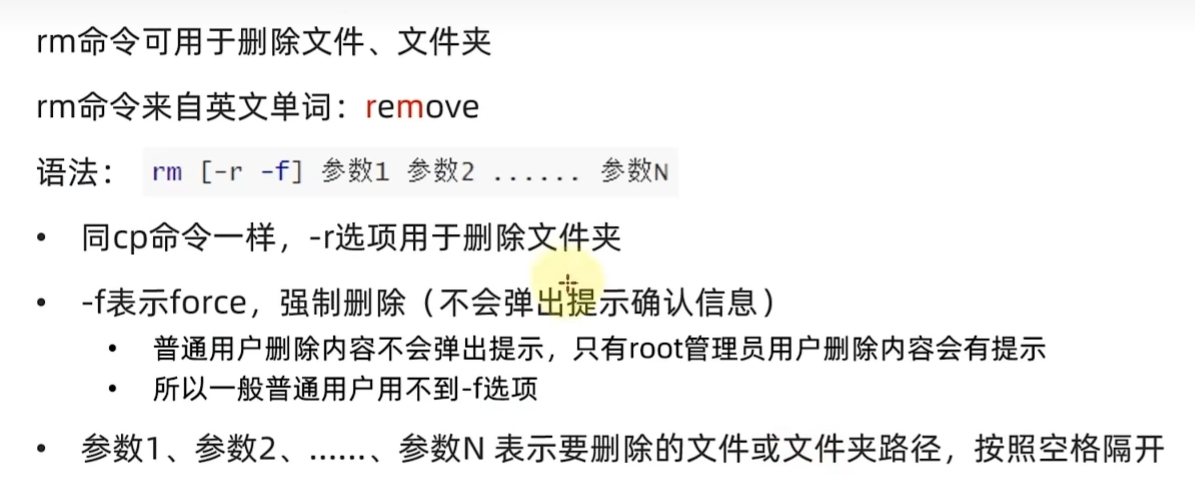 rm命令可用于删除文件、文件夹
rm命令来自英文单词：remove
语法： rm [-r -f] 参数1 参数2 ...... 参数N
• 同cp命令一样，-r选项用于删除文件夹
• -f表示force，强制删除（不会弹出提示确认信息）
• 普通用户删除内容不会弹出提示，只有root管理员用户删除内容会有提示
• 所以一般普通用户用不到-f选项
• 参数1、参数2、......、参数N 表示要删除的文件或文件夹路径，按照空格隔开